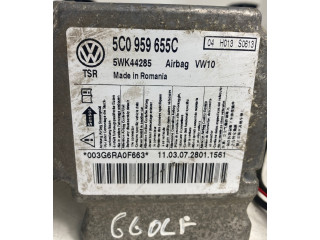 5C0 959 655C
04 H013 S0613
TSR
5WK44285 Airbag VW10
Made in Romania
*003G6RA0F663* 11.03.07.2801.1561